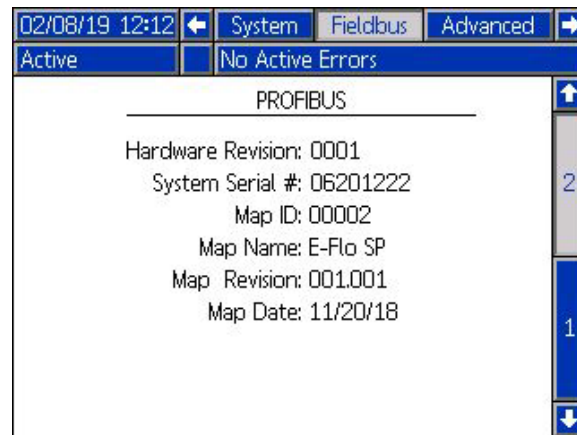 02/08/19 12:12 System Fieldbus Advanced
Active No Active Errors
PROFIBUS
Hardware Revision: 0001
System Serial #: 06201222
2
Map ID: 00002
Map Name: E-Flo SP
Map Revision: 001.001
Map Date: 11/20/18
1